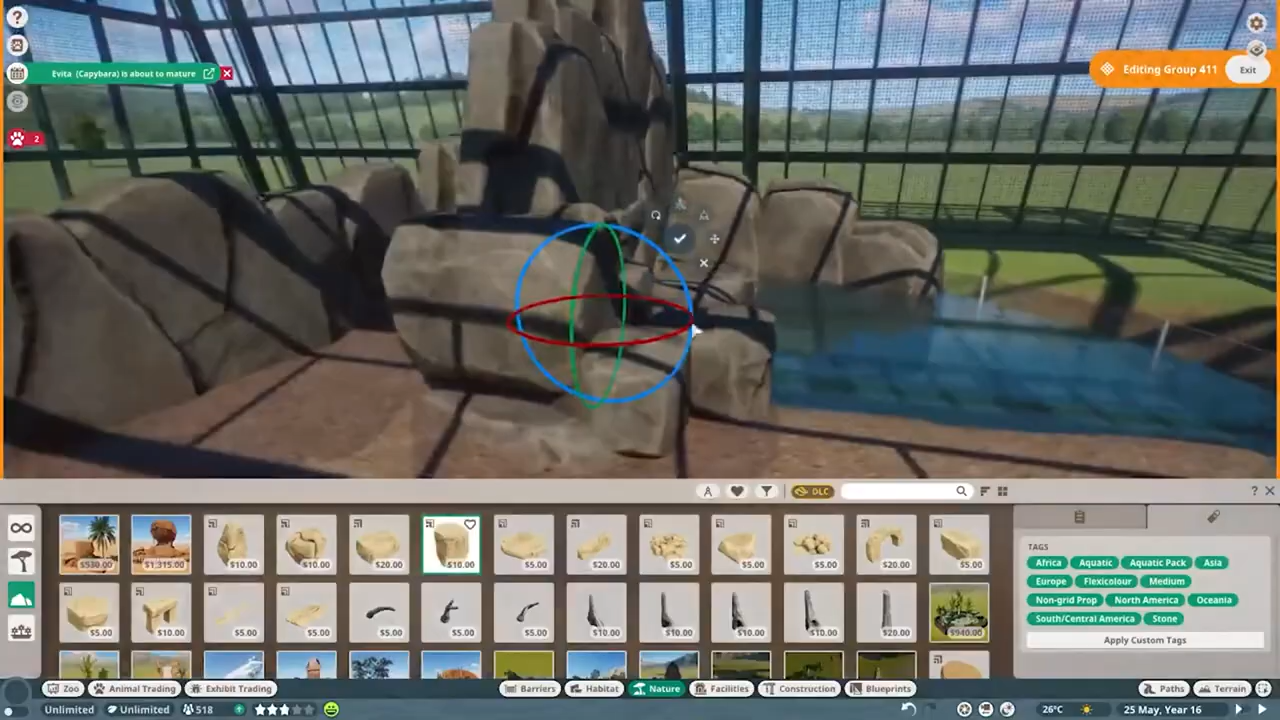 ?
Evita (Capybara) is about to mature
Editing Group 411
Exit
2
DLC
?
$930.00
$1,315.00
$10.00
$10.00
$20.00
$10.00
$5.00
$20.00
$5.00
$5.00
$5.00
$20.00
$5.00
$5.00
$10.00
$5.00
$5.00
$5.00
$5.00
$5.00
$10.00
$10.00
$10.00
$10.00
$20.00
$940.00
TAGS
Africa Aquatic Aquatic Pack Asia
Europe Flexicolour Medium
Non-grid Prop North America Oceania
South/Central America Stone
Apply Custom Tags
Zoo Animal Trading Exhibit Trading Barriers Habitat Nature Facilities Construction Blueprints Paths Terrain
Unlimited Unlimited 518 26°C 25 May, Year 16